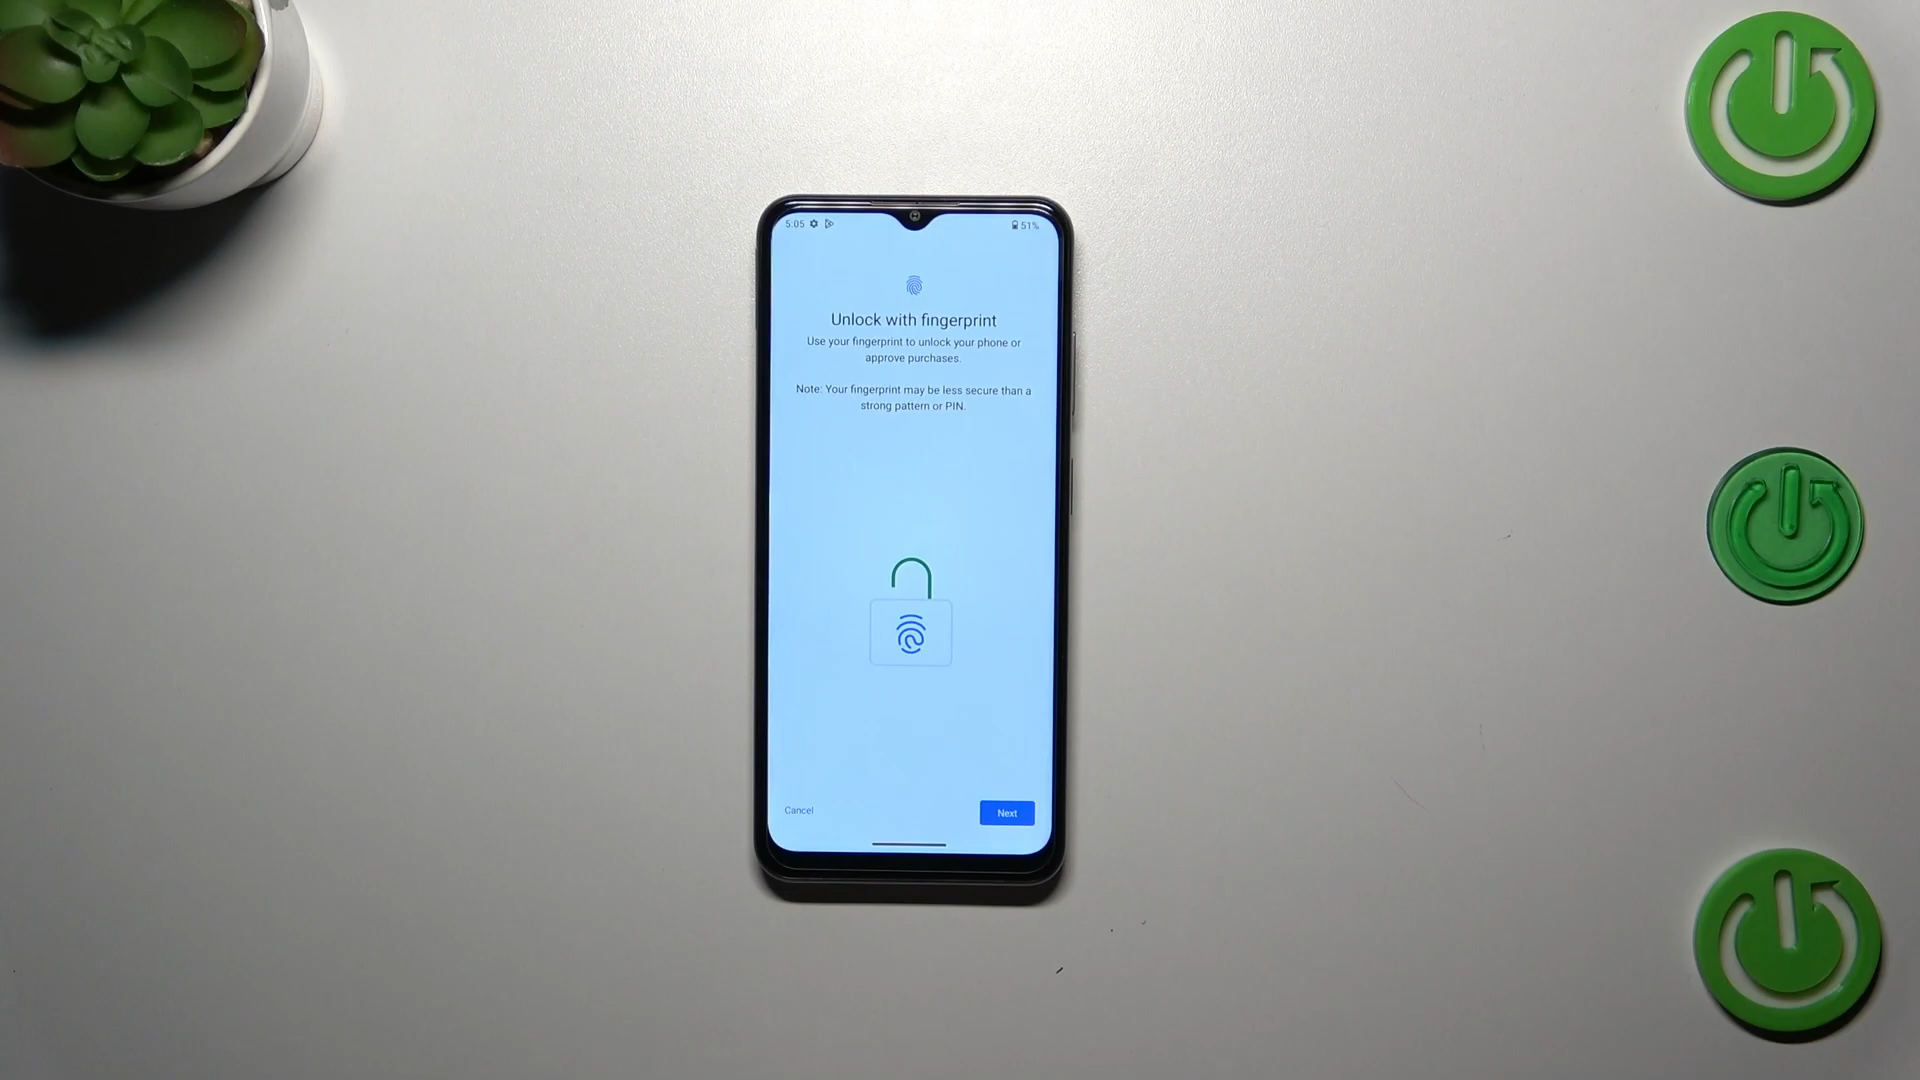 5:05
51%
Unlock with fingerprint
Use your fingerprint to unlock your phone or
approve purchases.
Note: Your fingerprint may be less secure than a
strong pattern or PIN.
Cancel
Next